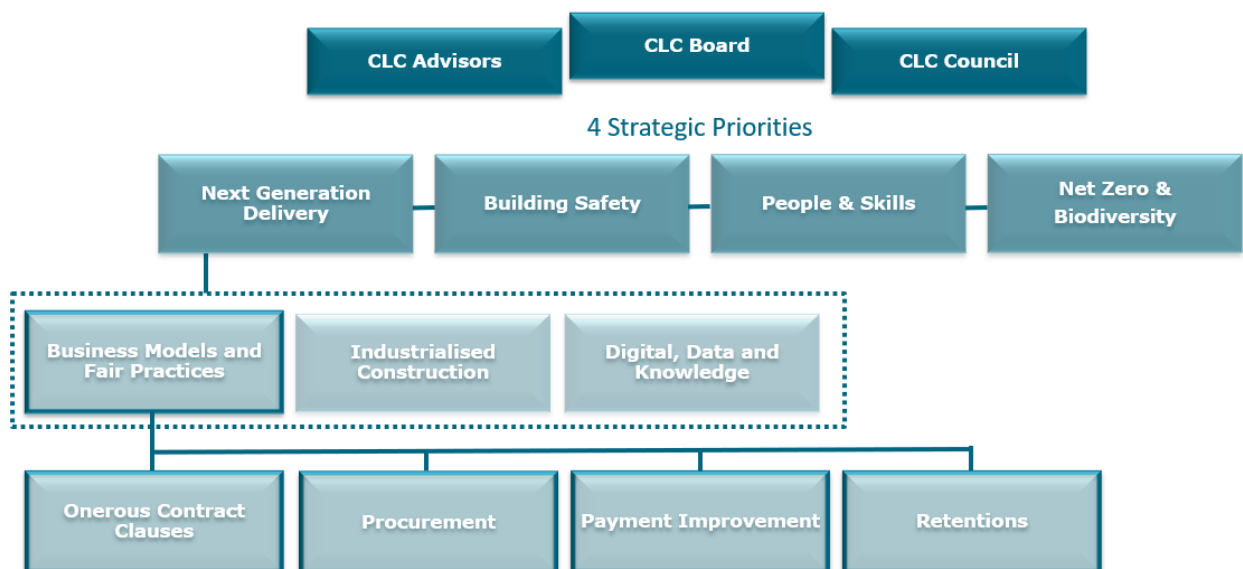 CLC Advisors
CLC Board
CLC Council
4 Strategic Priorities
Next Generation
Delivery
Building Safety
People & Skills
Net Zero &
Biodiversity
Business Models and
Fair Practices
Industrialised
Construction
Digital, Data and
Knowledge
Onerous Contract
Clauses
Procurement
Payment Improvement
Retentions